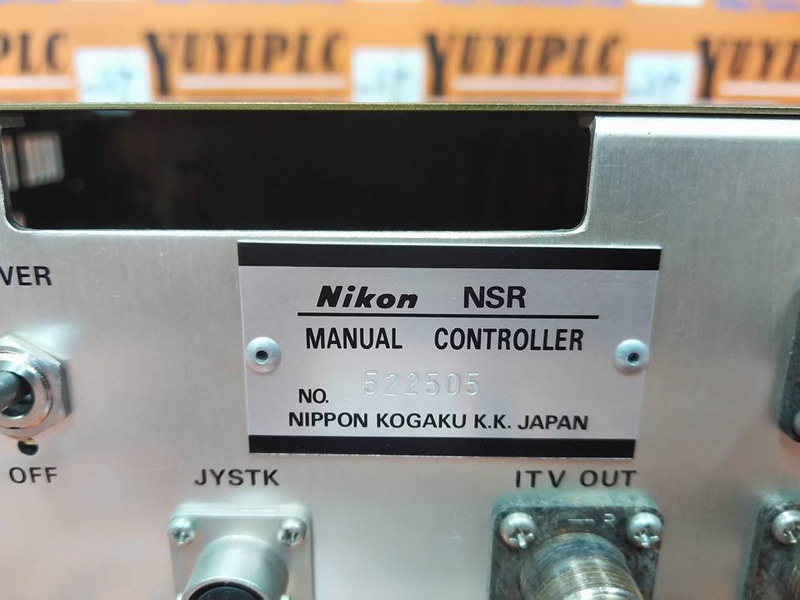 YUYIPLC YUYIPLC YUYIPLC
VER
Nikon NSR
MANUAL CONTROLLER
NO. 522505
NIPPON KOGAKU K.K. JAPAN
OFF
JYSTK
ITV OUT